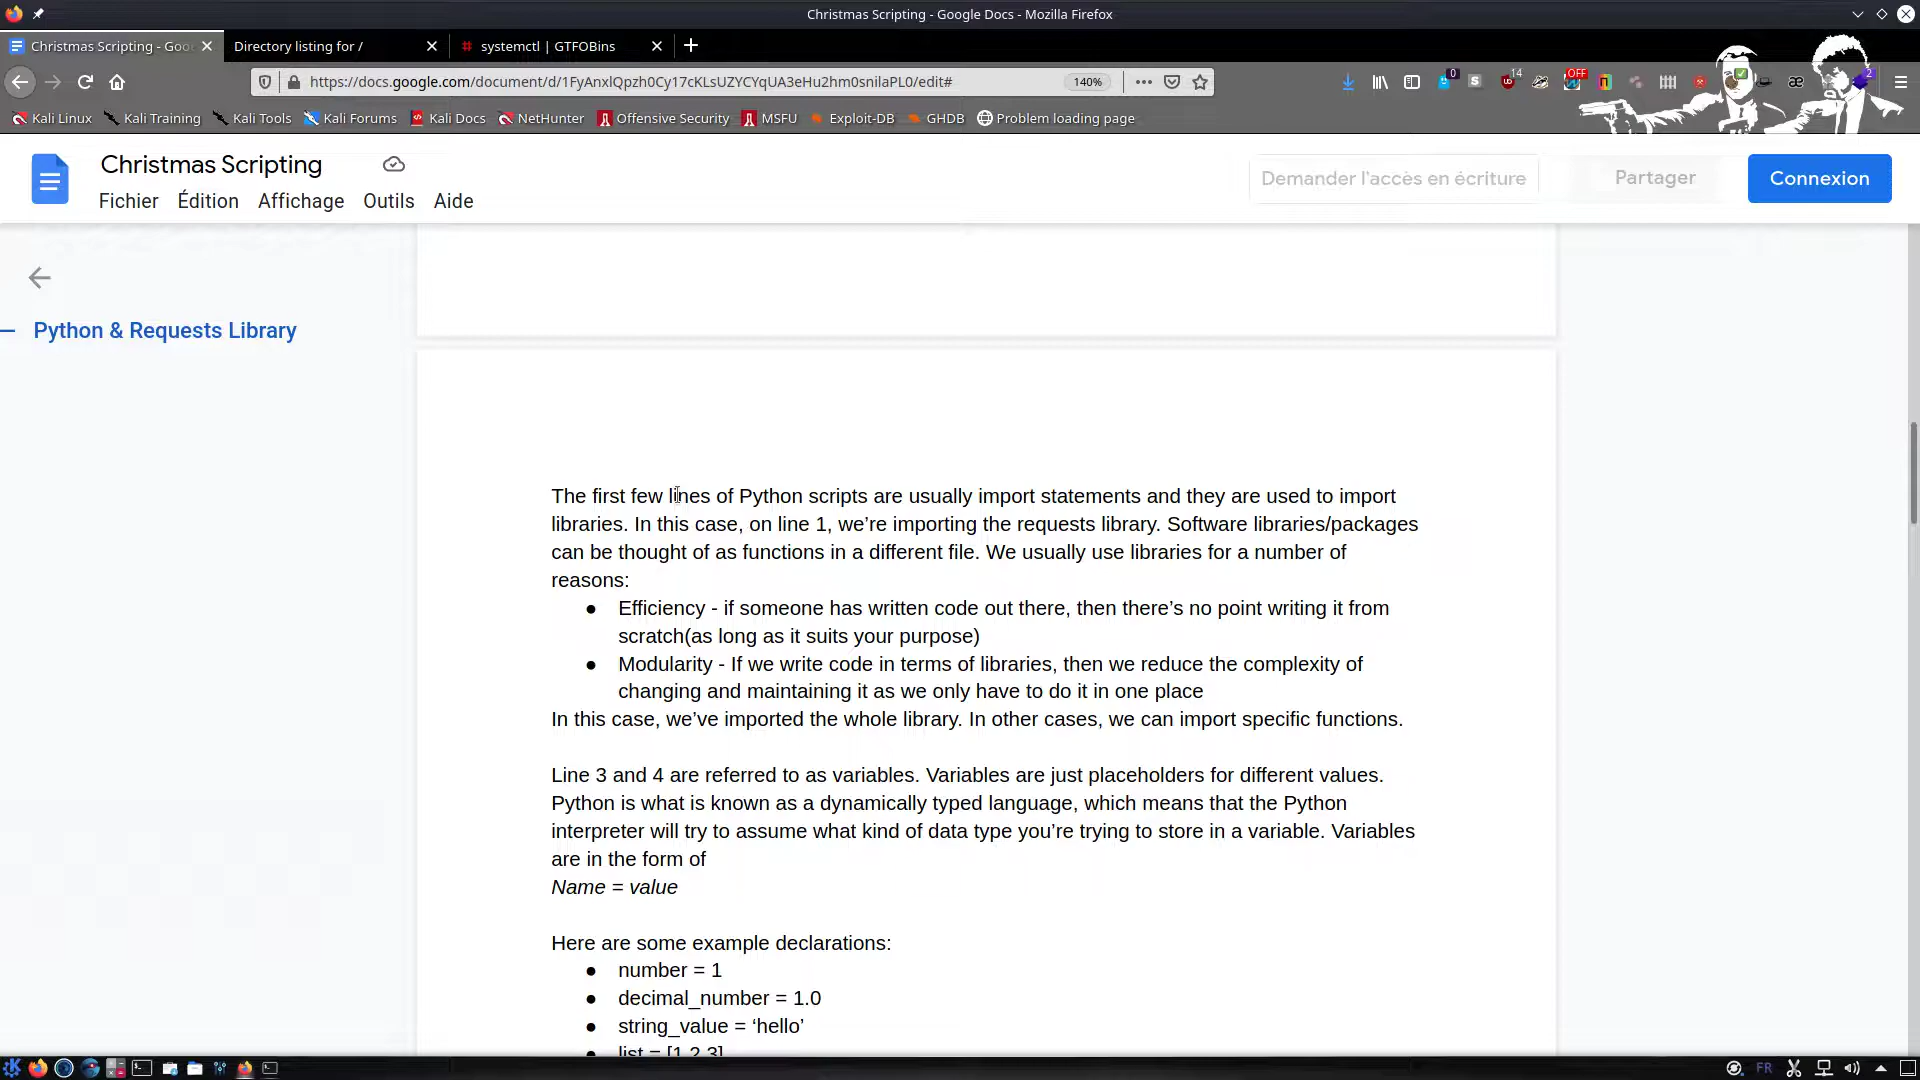 Christmas Scripting - Google Docs - Mozilla Firefox
Christmas Scripting - Goo
Directory listing for /
systemctl | GTFOBins
https://docs.google.com/document/d/1FyAnxlQpzh0Cy17cKLsUZYCYqUA3eHu2hm0snilaPL0/edit#
140%
0
14
OFF
2
Kali Linux
Kali Training
Kali Tools
Kali Forums
Kali Docs
NetHunter
Offensive Security
MSFU
Exploit-DB
GHDB
Problem loading page
Christmas Scripting
Fichier Édition Affichage Outils Aide
Demander l'accès en écriture
Partager
Connexion
Python & Requests Library
The first few lines of Python scripts are usually import statements and they are used to import
libraries. In this case, on line 1, we’re importing the requests library. Software libraries/packages
can be thought of as functions in a different file. We usually use libraries for a number of
reasons:
● Efficiency - if someone has written code out there, then there’s no point writing it from
scratch(as long as it suits your purpose)
● Modularity - If we write code in terms of libraries, then we reduce the complexity of
changing and maintaining it as we only have to do it in one place
In this case, we’ve imported the whole library. In other cases, we can import specific functions.
Line 3 and 4 are referred to as variables. Variables are just placeholders for different values.
Python is what is known as a dynamically typed language, which means that the Python
interpreter will try to assume what kind of data type you’re trying to store in a variable. Variables
are in the form of
Name = value
Here are some example declarations:
● number = 1
● decimal_number = 1.0
● string_value = ‘hello’
● list = [1,2,3]
FR